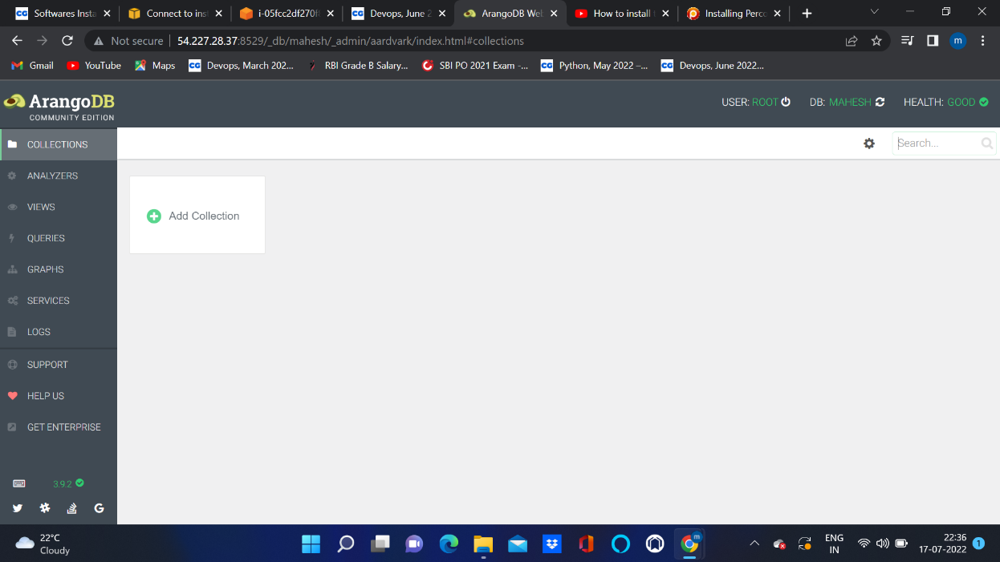 Softwares Insta
Connect to ins
i-05fcc2df270f
Devops, June 2
ArangoDB Web
How to install
Installing Perco
Not secure
54.227.28.37:8529/_db/mahesh/_admin/aardvark/index.html#collections
m
Gmail
YouTube
Maps
Devops, March 202...
RBI Grade B Salary...
SBI PO 2021 Exam -...
Python, May 2022 –...
Devops, June 2022...
ArangoDB
COMMUNITY EDITION
USER: ROOT
DB: MAHESH
HEALTH: GOOD
COLLECTIONS
Search...
ANALYZERS
VIEWS
QUERIES
GRAPHS
SERVICES
LOGS
SUPPORT
HELP US
GET ENTERPRISE
Add Collection
3.9.2
22°C
Cloudy
ENG
IN
22:36
17-07-2022
1